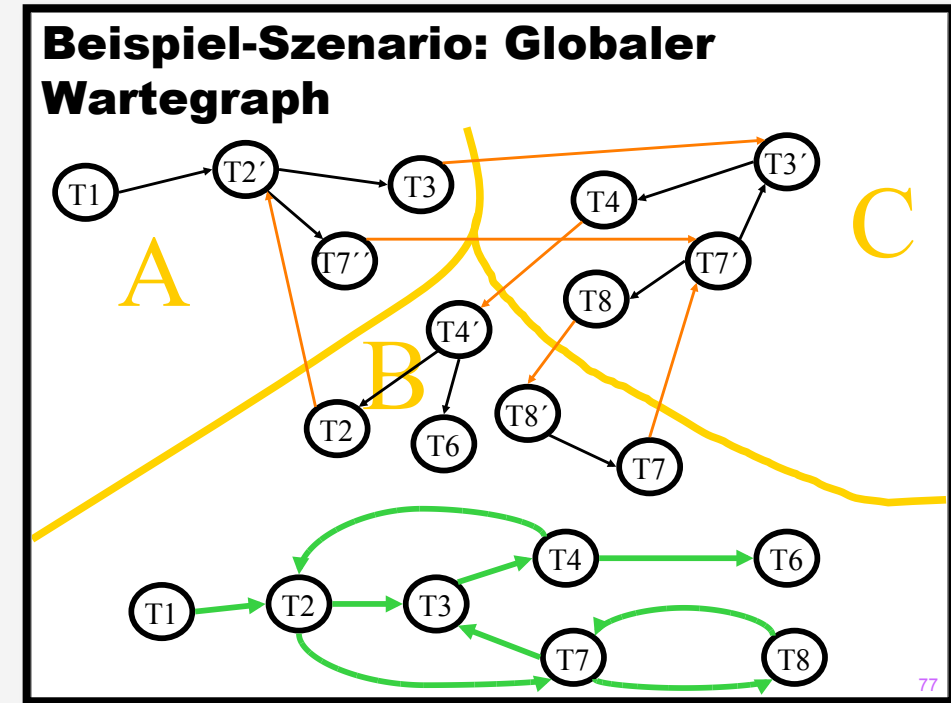 Beispiel-Szenario: Globaler
Wartegraph
T1
T2´
T3
T3´
T4
T7´´
T7´
A
C
T8
T4´
B
T2
T6
T8´
T7
T4
T6
T1
T2
T3
T7
T8
77